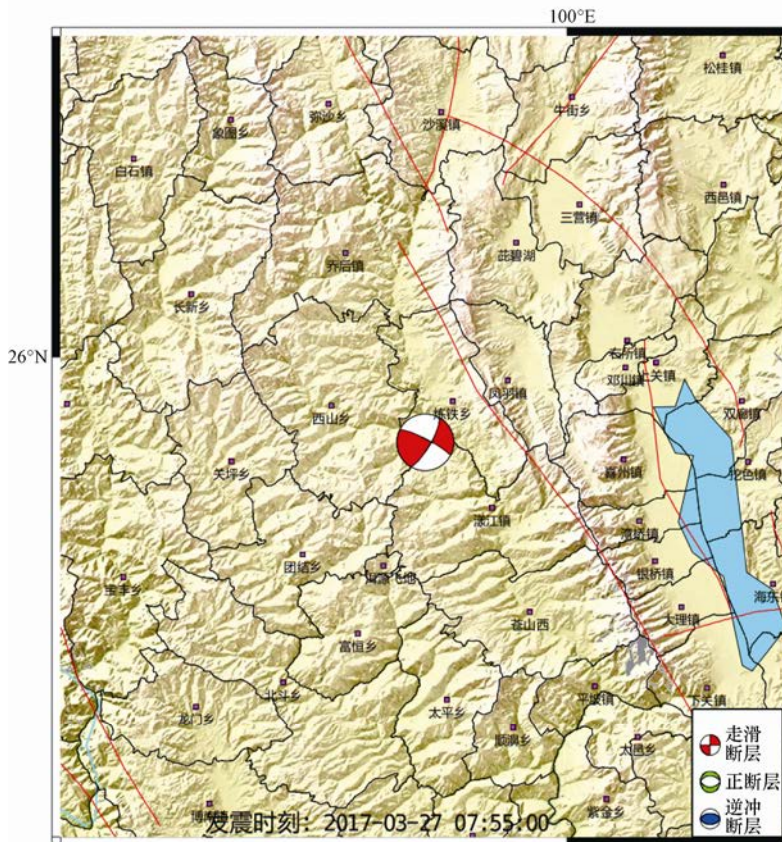 100°E
松桂镇
弥沙乡
牛街乡
沙溪镇
象图乡
白石镇
西邑镇
三营镇
茈碧湖
乔后镇
长新乡
26°N
右所镇
上关镇
邓川镇
凤羽镇
炼铁乡
双廊镇
西山乡
关坪乡
喜州镇
挖色镇
漾江镇
湾桥镇
团结乡
银桥镇
宝丰乡
海东镇
大理镇
苍山西
富恒乡
北斗乡
平坡镇
下关镇
太平乡
龙门乡
顺濞乡
太邑乡
紫金乡
走滑
断层
正断层
逆冲
断层
发震时刻: 2017-03-27 07:55:00